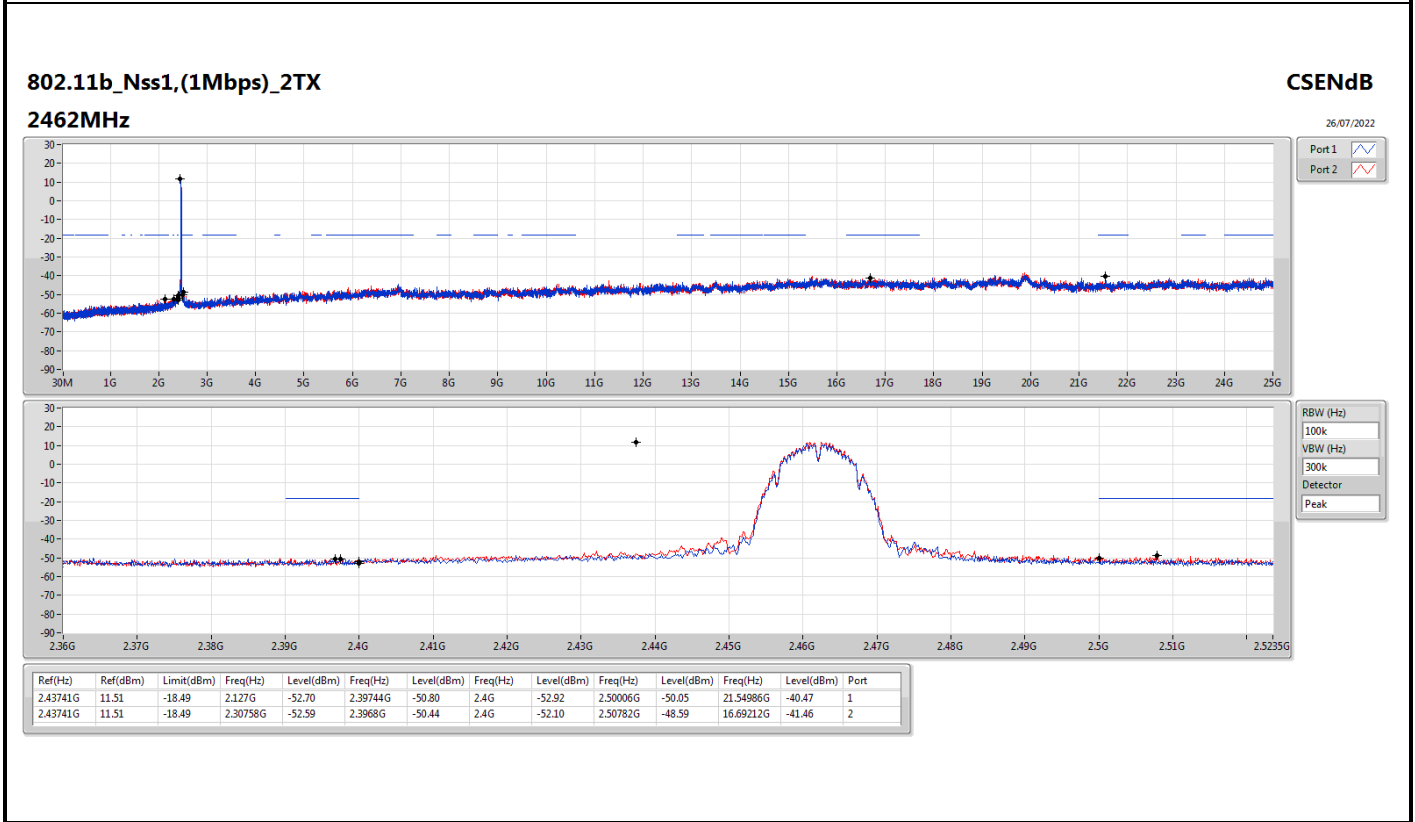 802.11b_Nss1,(1Mbps)_2TX
CSENdB
2462MHz
26/07/2022
30
20
10
0
-10
-20
-30
-40
-50
-60
-70
-80
-90
30M 1G 2G 3G 4G 5G 6G 7G 8G 9G 10G 11G 12G 13G 14G 15G 16G 17G 18G 19G 20G 21G 22G 23G 24G 25G
Port 1
Port 2
30
20
10
0
-10
-20
-30
-40
-50
-60
-70
-80
-90
2.36G 2.37G 2.38G 2.39G 2.4G 2.41G 2.42G 2.43G 2.44G 2.45G 2.46G 2.47G 2.48G 2.49G 2.5G 2.51G 2.5235G
RBW (Hz)
100k
VBW (Hz)
300k
Detector
Peak
Ref(Hz) Ref(dBm) Limit(dBm) Freq(Hz) Level(dBm) Freq(Hz) Level(dBm) Freq(Hz) Level(dBm) Freq(Hz) Level(dBm) Freq(Hz) Level(dBm) Port
2.43741G 11.51 -18.49 2.127G -52.70 2.39744G -50.80 2.4G -52.92 2.50006G -50.05 21.54986G -40.47 1
2.43741G 11.51 -18.49 2.30758G -52.59 2.3968G -50.44 2.4G -52.10 2.50782G -48.59 16.69212G -41.46 2